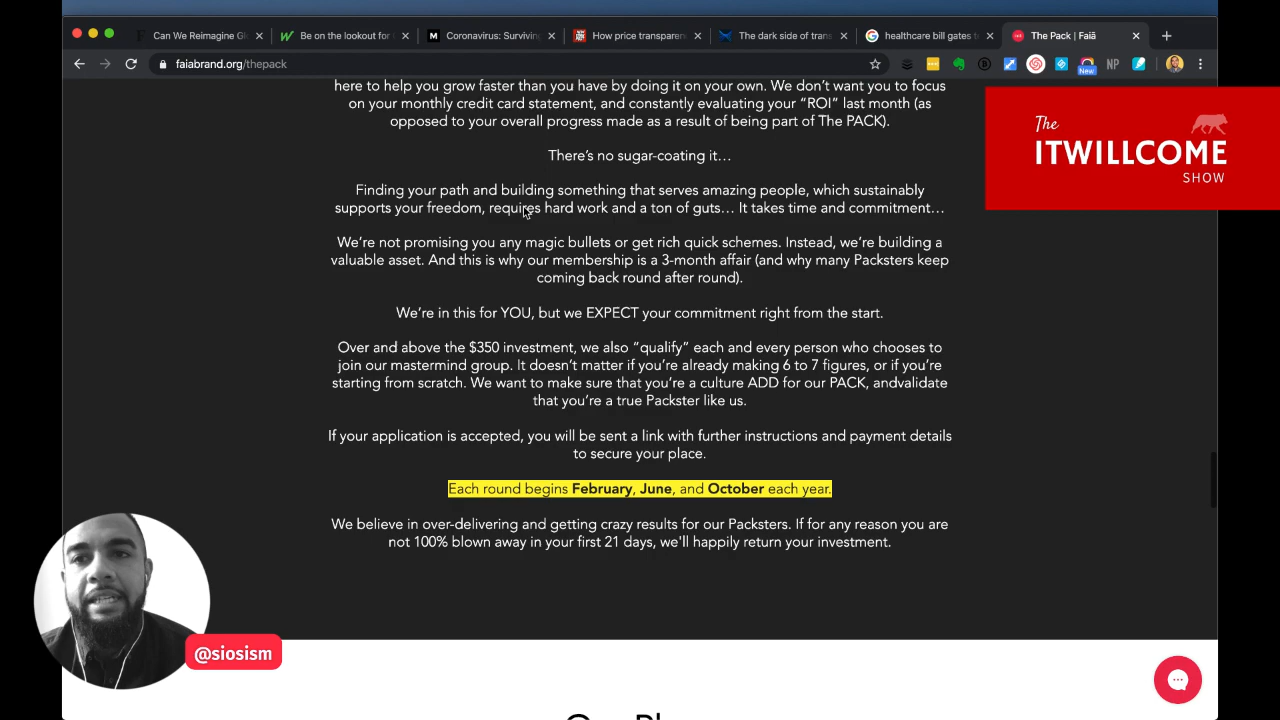 Can We Reimagine Gl
Be on the lookout for
Coronavirus: Surviving
How price transparen
The dark side of trans
healthcare bill gates t
The Pack | Faiā
faiabrand.org/thepack
NP
New
here to help you grow faster than you have by doing it on your own. We don't want you to focus
on your monthly credit card statement, and constantly evaluating your "ROI" last month (as
opposed to your overall progress made as a result of being part of The PACK).
There's no sugar-coating it…
Finding your path and building something that serves amazing people, which sustainably
supports your freedom, requires hard work and a ton of guts… It takes time and commitment…
We're not promising you any magic bullets or get rich quick schemes. Instead, we're building a
valuable asset. And this is why our membership is a 3-month affair (and why many Packsters keep
coming back round after round).
We're in this for YOU, but we EXPECT your commitment right from the start.
Over and above the $350 investment, we also "qualify" each and every person who chooses to
join our mastermind group. It doesn't matter if you're already making 6 to 7 figures, or if you're
starting from scratch. We want to make sure that you're a culture ADD for our PACK, andvalidate
that you're a true Packster like us.
If your application is accepted, you will be sent a link with further instructions and payment details
to secure your place.
Each round begins February, June, and October each year.
We believe in over-delivering and getting crazy results for our Packsters. If for any reason you are
not 100% blown away in your first 21 days, we'll happily return your investment.
The
ITWILLCOME
SHOW
@siosism